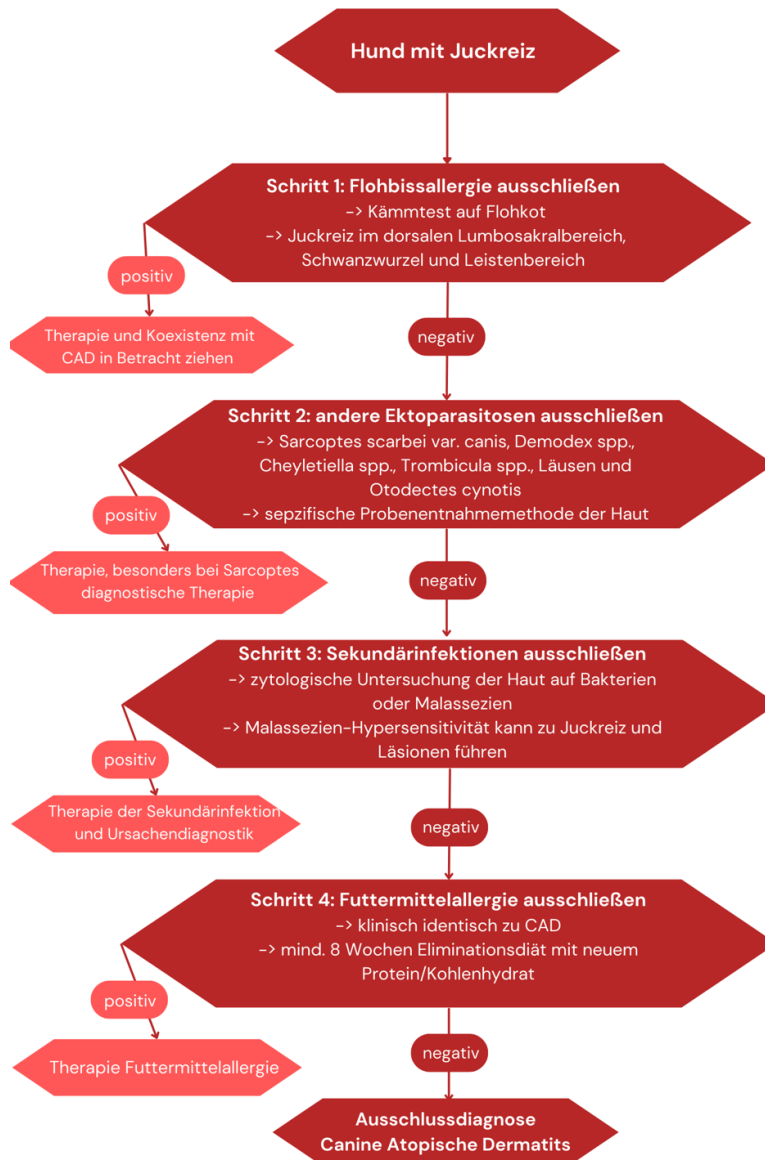 Hund mit Juckreiz
Schritt 1: Flohbissallergie ausschließen
-> Kämmtest auf Flohkot
-> Juckreiz im dorsalen Lumbosakralbereich,
Schwanzwurzel und Leistenbereich
positiv
Therapie und Koexistenz mit
CAD in Betracht ziehen
negativ
Schritt 2: andere Ektoparasitosen ausschließen
-> Sarcoptes scarbei var. canis, Demodex spp.,
Cheyletiella spp., Trombicula spp., Läusen und
Otodectes cynotis
-> sepzifische Probenentnahmemethode der Haut
positiv
Therapie, besonders bei Sarcoptes
diagnostische Therapie
negativ
Schritt 3: Sekundärinfektionen ausschließen
-> zytologische Untersuchung der Haut auf Bakterien
oder Malassezien
-> Malassezien-Hypersensitivität kann zu Juckreiz und
Läsionen führen
positiv
Therapie der Sekundärinfektion
und Ursachendiagnostik
negativ
Schritt 4: Futtermittelallergie ausschließen
-> klinisch identisch zu CAD
-> mind. 8 Wochen Eliminationsdiät mit neuem
Protein/Kohlenhydrat
positiv
Therapie Futtermittelallergie
negativ
Ausschlussdiagnose
Canine Atopische Dermatits